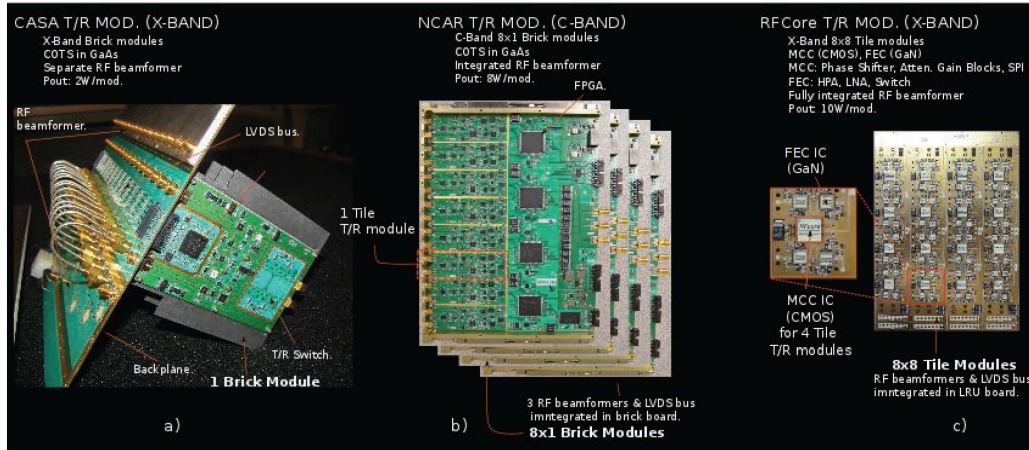 CASA T/R MOD. (X-BAND)
X-Band Brick modules
COTS in GaAs
Separate RF beamformer
Pout: 2W/mod.
RF
beamformer.
LVDS bus.
T/R Switch.
Backplane.
1 Brick Module
a)
NCAR T/R MOD. (C-BAND)
C-Band 8x1 Brick modules
COTS in GaAs
Integrated RF beamformer
Pout: 8W/mod.
FPGA.
1 Tile
T/R module
3 RF beamformers & LVDS bus
imntegrated in brick board.
b)
8x1 Brick Modules
RFCore T/R MOD. (X-BAND)
X-Band 8x8 Tile modules
MCC (CMOS), FEC (GaN)
MCC: Phase Shifter, Atten. Gain Blocks, SPI
FEC: HPA, LNA, Switch
Fully integrated RF beamformer
Pout: 10W/mod.
FEC IC
(GaN)
RFcore
MCC IC
(CMOS)
for 4 Tile
T/R modules
8x8 Tile Modules
RF beamformers & LVDS bus
imntegrated in LRU board.
c)